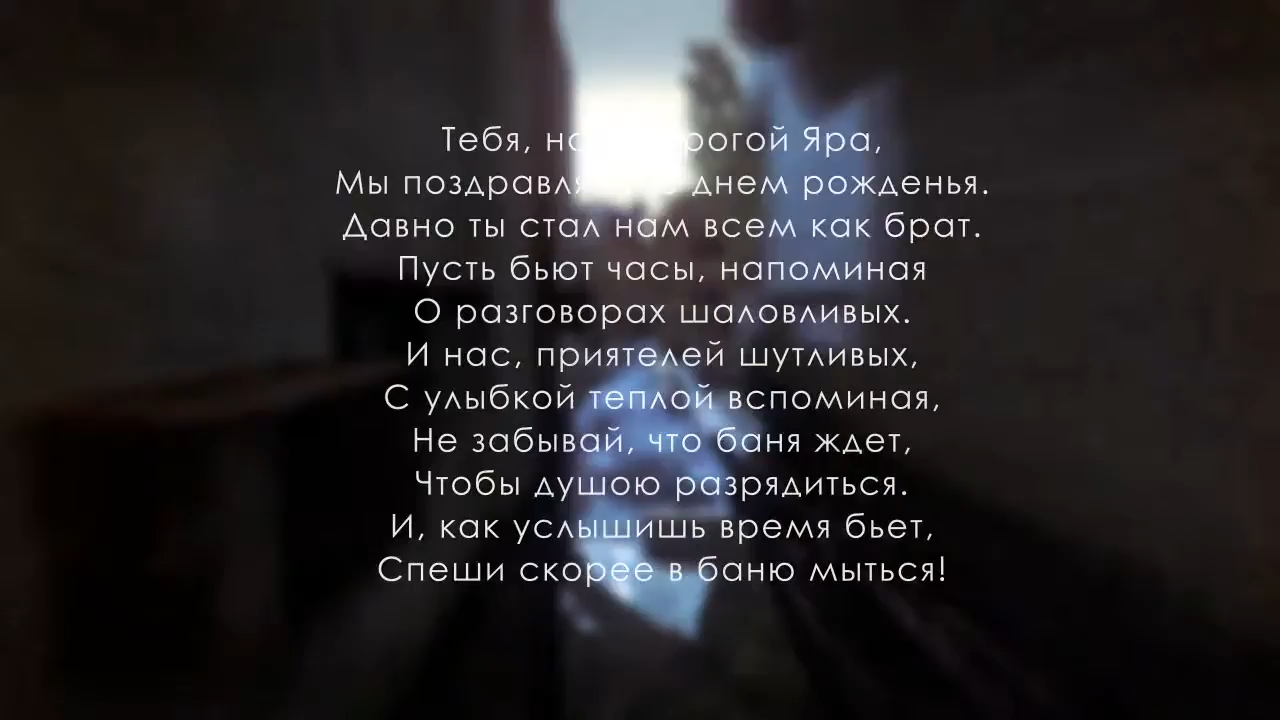 Тебя, дорогой Яра,
Мы поздравляем с днем рожденья.
Давно ты стал нам всем как брат.
Пусть бьют часы, напоминая
О разговорах шаловливых.
И нас, приятелей шутливых,
С улыбкой теплой вспоминая,
Не забывай, что баня ждет,
Чтобы душою разрядиться.
И, как услышишь время бьет,
Спеши скорее в баню мыться!